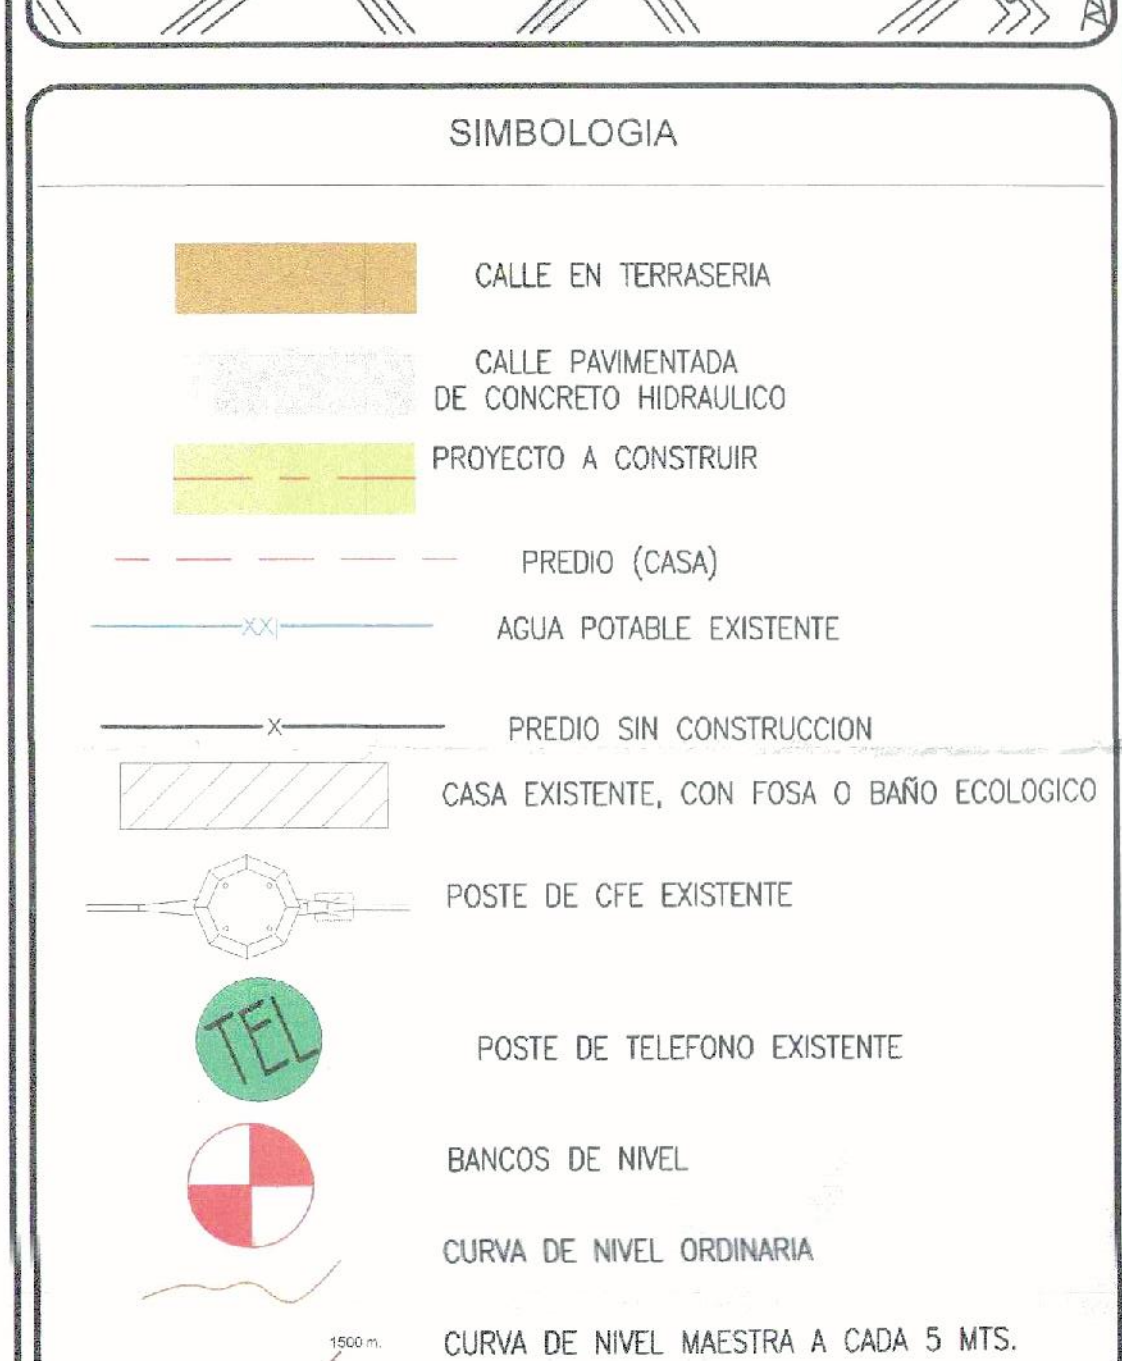 SIMBOLOGIA
CALLE EN TERRASERIA
CALLE PAVIMENTADA
DE CONCRETO HIDRAULICO
PROYECTO A CONSTRUIR
PREDIO (CASA)
XX|
AGUA POTABLE EXISTENTE
X
PREDIO SIN CONSTRUCCION
CASA EXISTENTE, CON FOSA O BAÑO ECOLOGICO
POSTE DE CFE EXISTENTE
TEL
POSTE DE TELEFONO EXISTENTE
BANCOS DE NIVEL
CURVA DE NIVEL ORDINARIA
1500 m.
CURVA DE NIVEL MAESTRA A CADA 5 MTS.